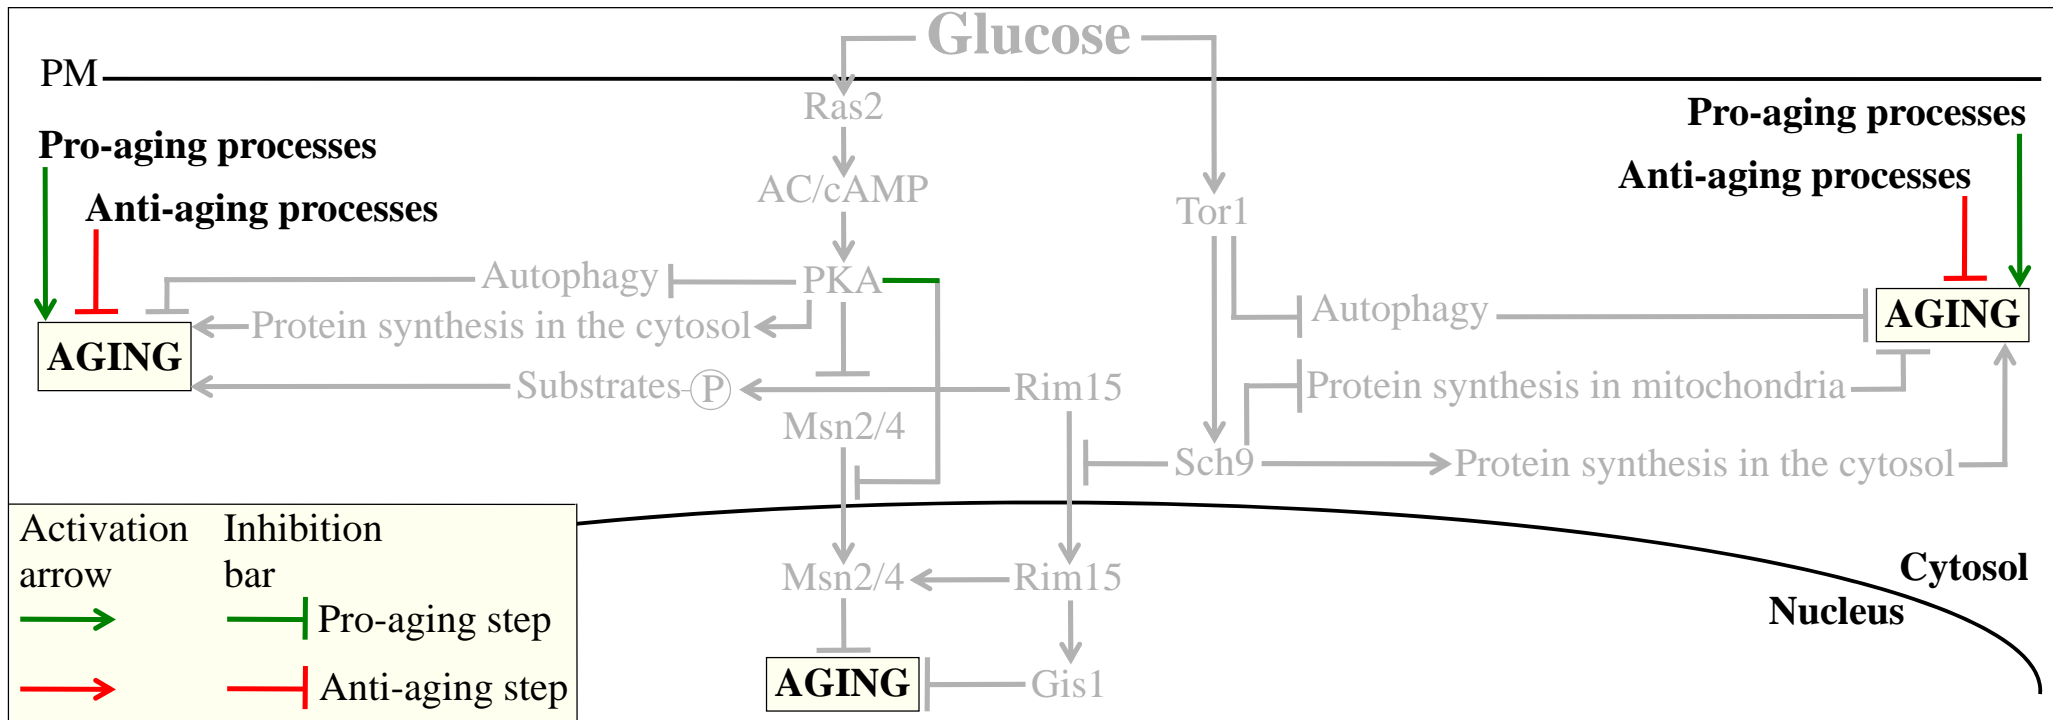 Glucose
PM
Ras2
Pro-aging processes
Pro-aging processes
Anti-aging processes
AC/cAMP
Anti-aging processes
Tor1
Autophagy
PKA
Autophagy
AGING
Protein synthesis in the cytosol
AGING
Substrates-P
Rim15
Protein synthesis in mitochondria
Msn2/4
Sch9
Protein synthesis in the cytosol
Activation
arrow
Inhibition
bar
Pro-aging step
Anti-aging step
Msn2/4
Rim15
Cytosol
Nucleus
AGING
Gis1